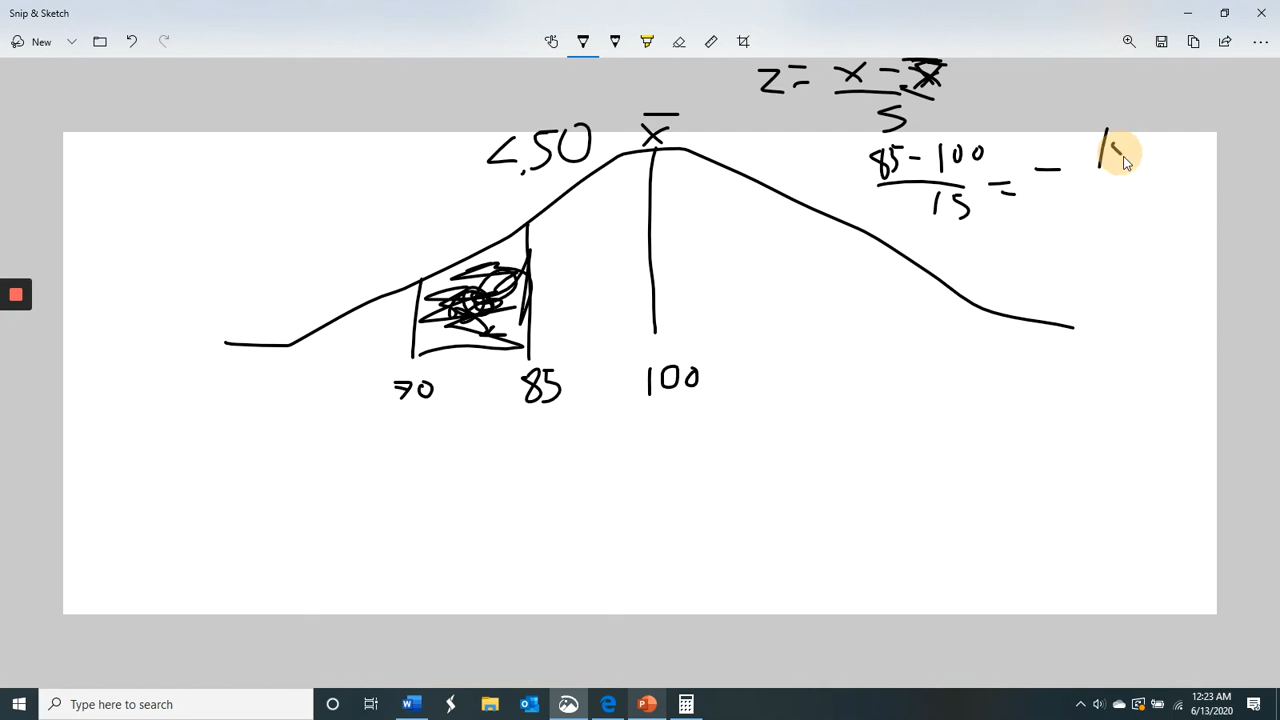 Snip & Sketch
New
z = x - x̄
s
< .50
x̄
85 - 100
15
= - 1
70
85
100
Type here to search
12:23 AM
6/13/2020